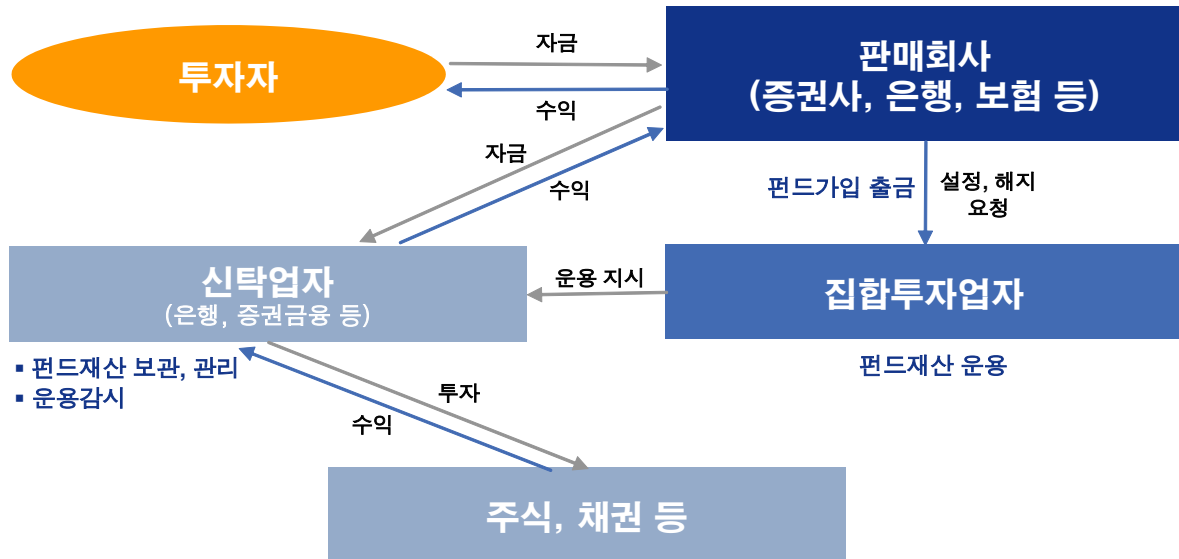 투자자
자금
수익
판매회사
(증권사, 은행, 보험 등)
자금
수익
펀드가입 출금
설정, 해지
요청
신탁업자
(은행, 증권금융 등)
운용 지시
집합투자업자
▪ 펀드재산 보관, 관리
▪ 운용감시
펀드재산 운용
투자
수익
주식, 채권 등